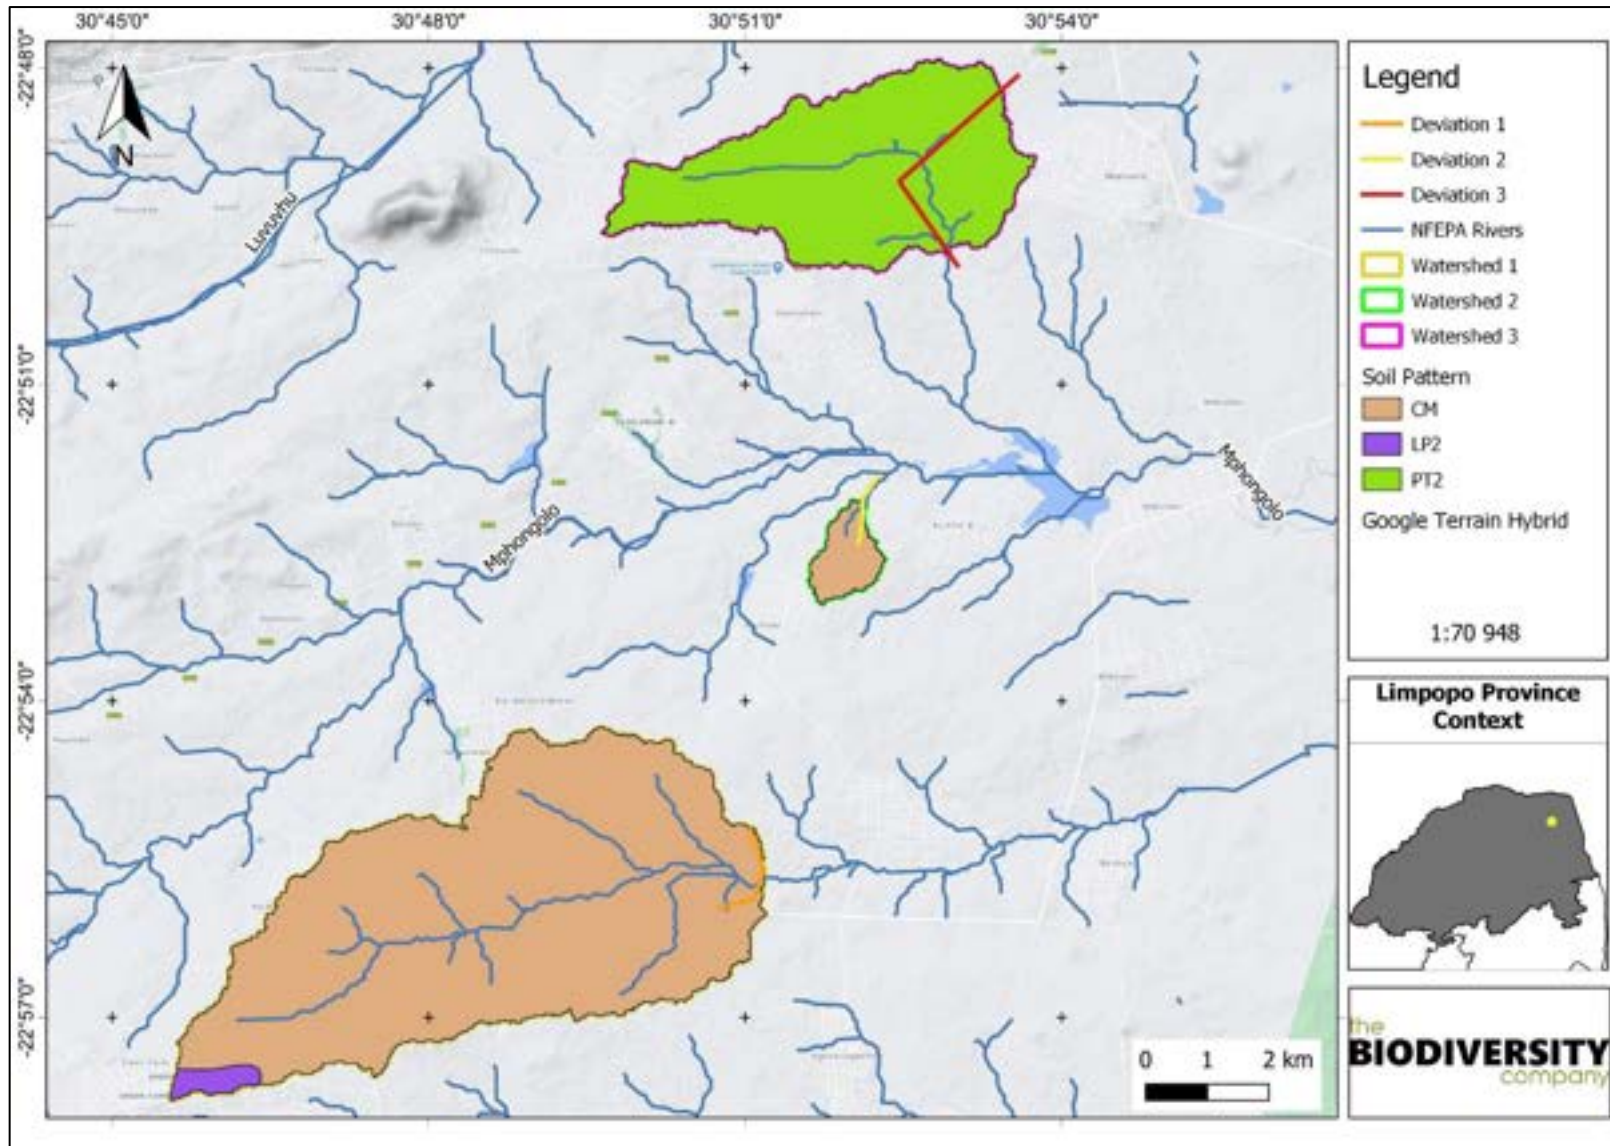 30°45'0"
30°48'0"
30°51'0"
30°54'0"
-22°48'0"
-22°51'0"
-22°54'0"
-22°57'0"
N
Luvuvhu
Mphongolo
Mphongolo
Legend
Deviation 1
Deviation 2
Deviation 3
NFEPA Rivers
Watershed 1
Watershed 2
Watershed 3
Soil Pattern
CM
LP2
PT2
Google Terrain Hybrid
1:70 948
Limpopo Province
Context
0 1 2 km
the
BIODIVERSITY
company